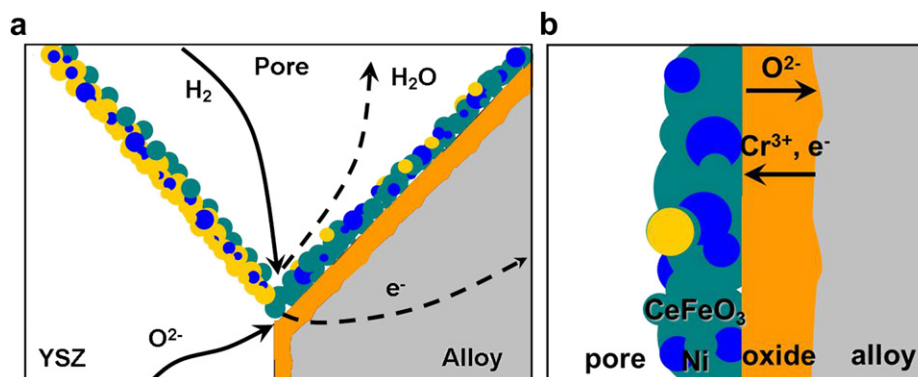 a
Pore
H₂
H₂O
e⁻
O²⁻
YSZ
Alloy
b
O²⁻
Cr³⁺, e⁻
CeFeO₃
pore Ni oxide alloy